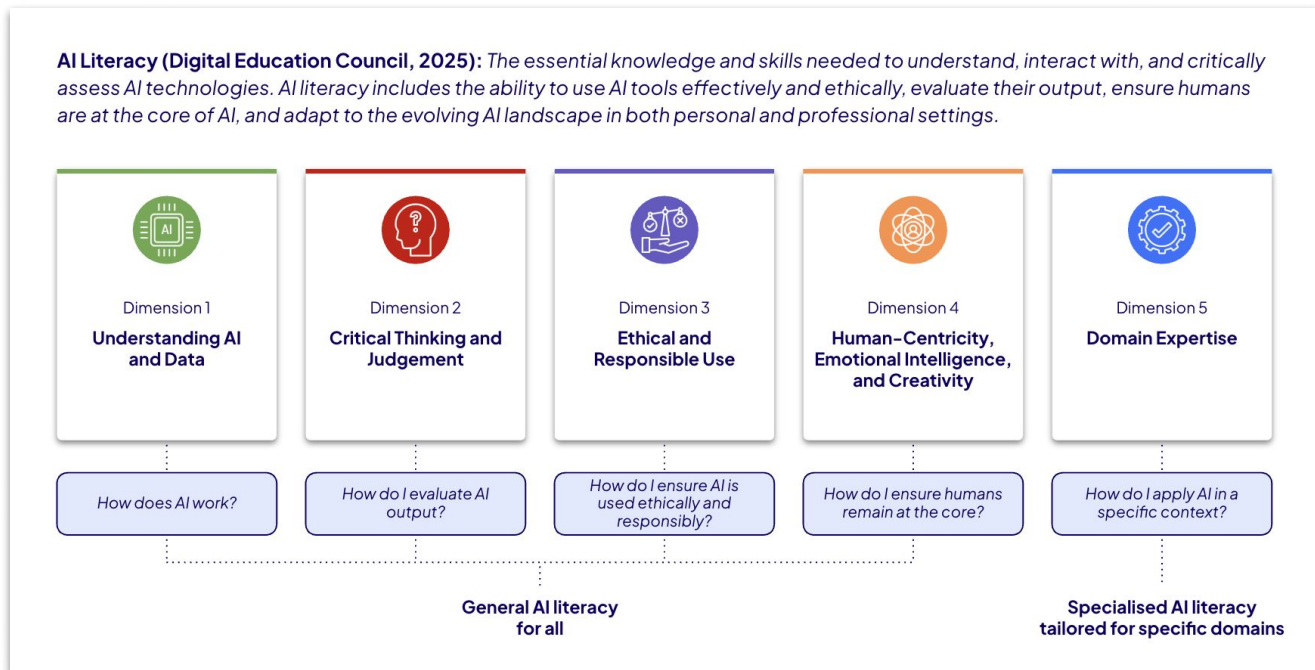 AI Literacy (Digital Education Council, 2025): The essential knowledge and skills needed to understand, interact with, and critically
assess AI technologies. AI literacy includes the ability to use AI tools effectively and ethically, evaluate their output, ensure humans
are at the core of AI, and adapt to the evolving AI landscape in both personal and professional settings.
AI
?
Dimension 1
Understanding AI
and Data
Dimension 2
Critical Thinking and
Judgement
Dimension 3
Ethical and
Responsible Use
Dimension 4
Human-Centricity,
Emotional Intelligence,
and Creativity
Dimension 5
Domain Expertise
How does AI work?
How do I evaluate AI
output?
How do I ensure AI is
used ethically and
responsibly?
How do I ensure humans
remain at the core?
How do I apply AI in a
specific context?
General AI literacy
for all
Specialised AI literacy
tailored for specific domains